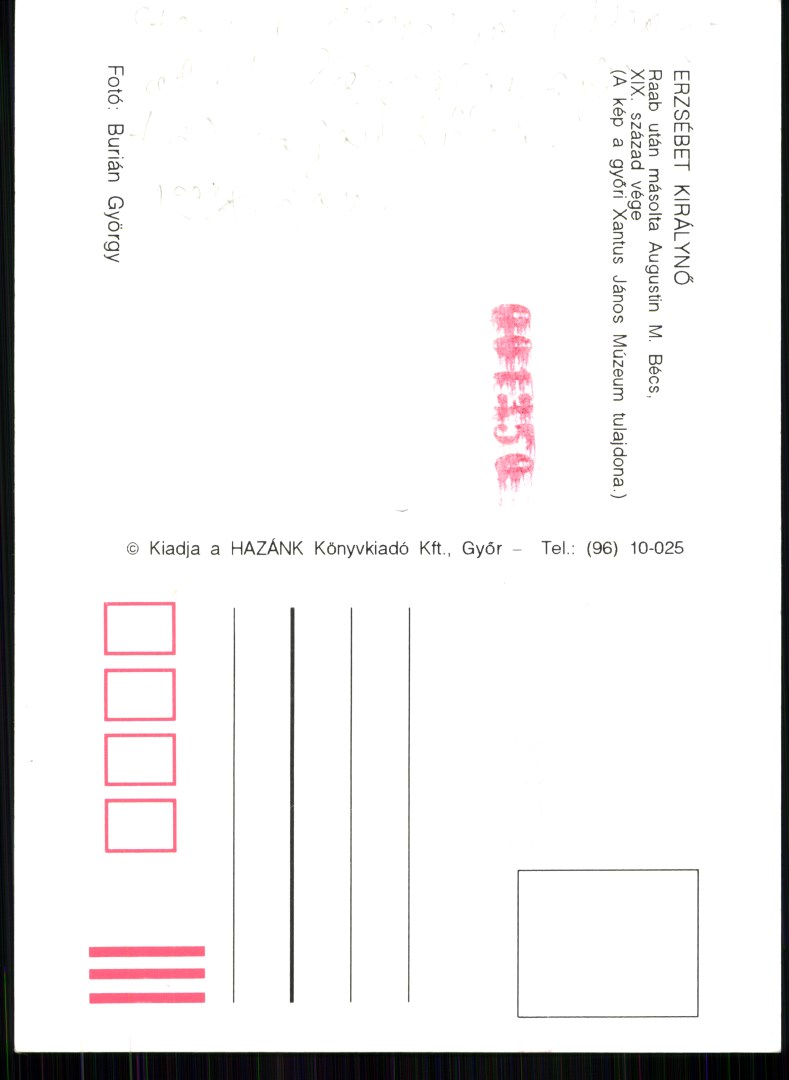 ERZSÉBET KIRÁLYNŐ
Raab után másolta Augustin M. Bécs,
XIX. század vége
(A kép a győri Xantus János Múzeum tulajdona.)
Fotó: Burián György
© Kiadja a HAZÁNK Könyvkiadó Kft., Győr – Tel.: (96) 10-025